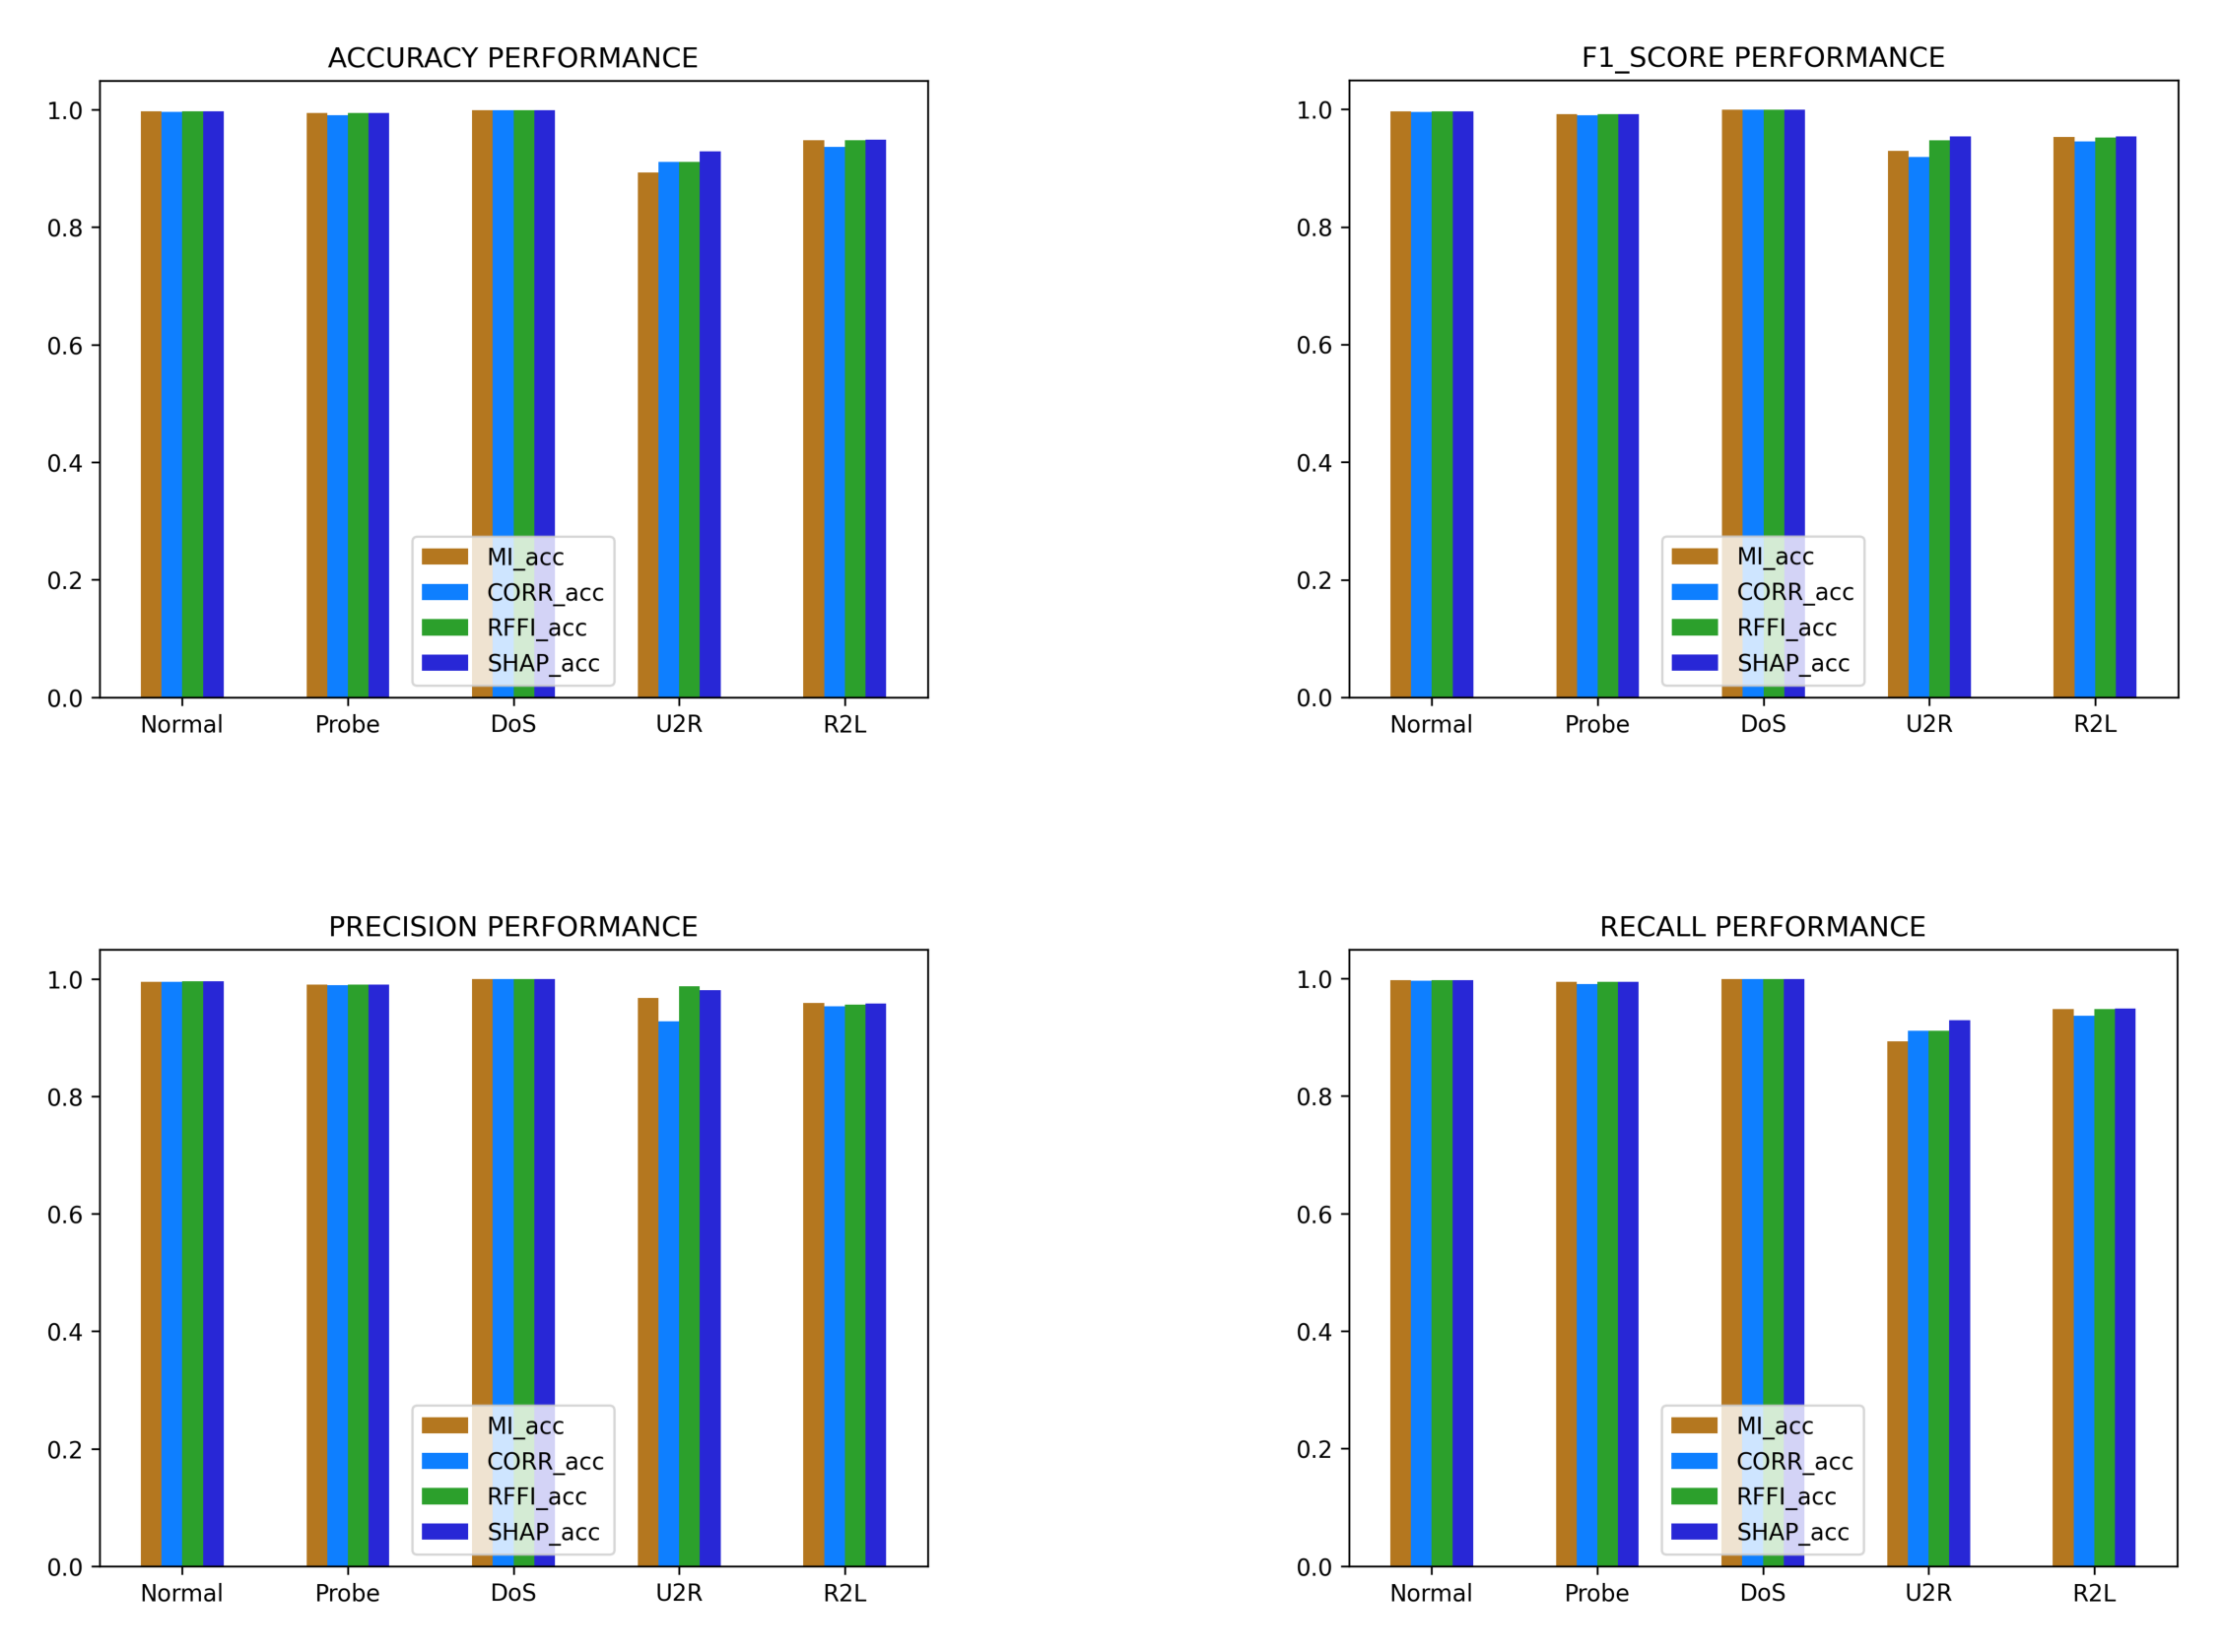 ACCURACY PERFORMANCE
1.0
0.8
0.6
0.4
0.2
0.0
MI_acc
CORR_acc
RFFI_acc
SHAP_acc
Normal Probe DoS U2R R2L
F1_SCORE PERFORMANCE
1.0
0.8
0.6
0.4
0.2
0.0
MI_acc
CORR_acc
RFFI_acc
SHAP_acc
Normal Probe DoS U2R R2L
PRECISION PERFORMANCE
1.0
0.8
0.6
0.4
0.2
0.0
MI_acc
CORR_acc
RFFI_acc
SHAP_acc
Normal Probe DoS U2R R2L
RECALL PERFORMANCE
1.0
0.8
0.6
0.4
0.2
0.0
MI_acc
CORR_acc
RFFI_acc
SHAP_acc
Normal Probe DoS U2R R2L